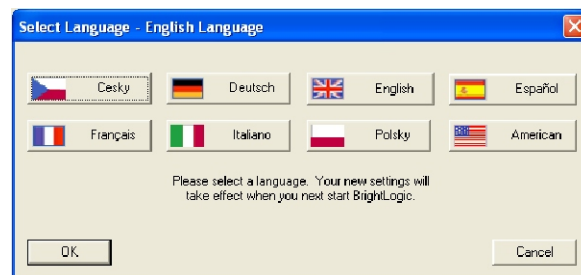 Select Language - English Language
Cesky Deutsch English Español
Français Italiano Polsky American
Please select a language. Your new settings will
take effect when you next start BrightLogic.
OK Cancel